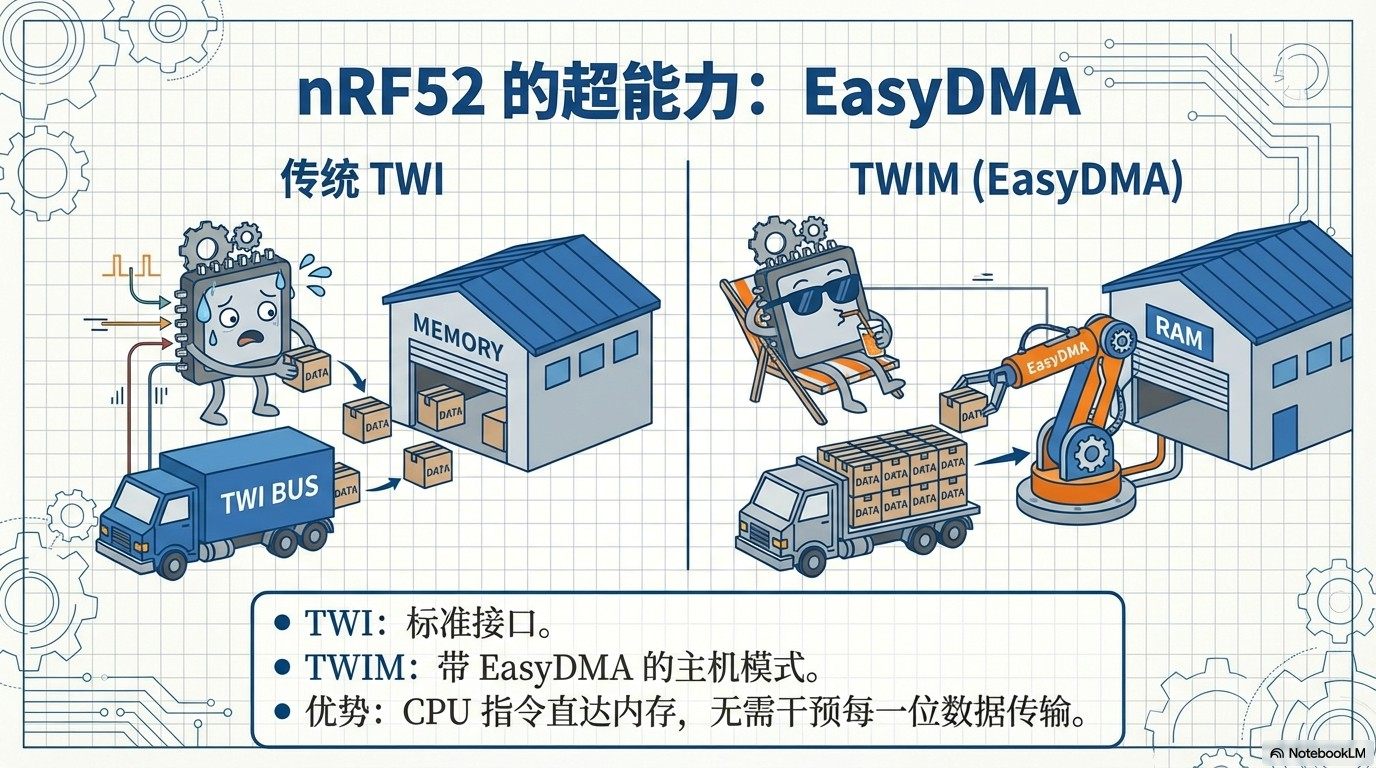 nRF52 的超能力：EasyDMA
传统 TWI
TWIM (EasyDMA)
DATA
DATA
MEMORY
DATA
DATA
DATA
TWI BUS
EasyDMA
RAM
DATA
DATA DATA DATA DATA
DATA DATA DATA DATA
• TWI：标准接口。
• TWIM：带 EasyDMA 的主机模式。
• 优势：CPU 指令直达内存，无需干预每一位数据传输。
NotebookLM